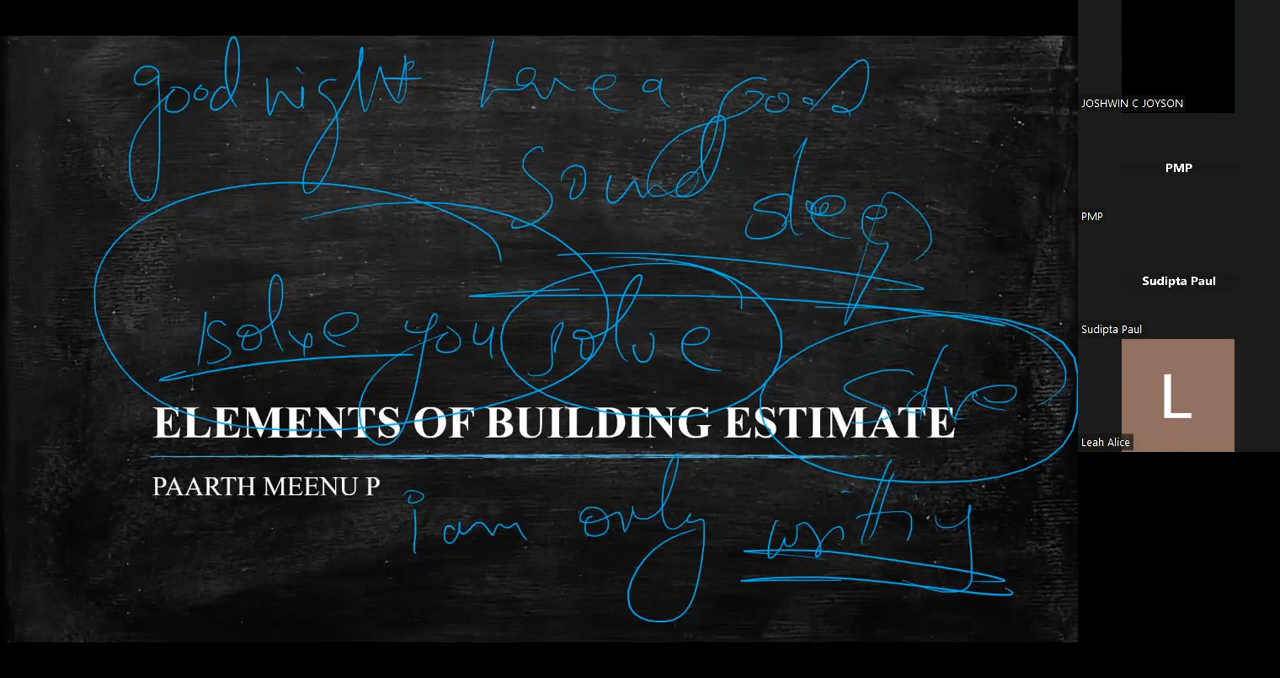 good night have a good
sound sleep
solve you solve
solve
ELEMENTS OF BUILDING ESTIMATE
PAARTH MEENU P
i am only writing
JOSHWIN C JOYSON
PMP
PMP
Sudipta Paul
Sudipta Paul
L
Leah Alice